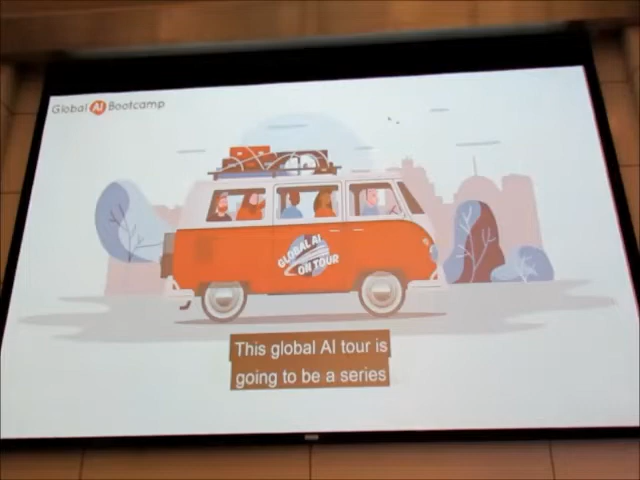 Global AI Bootcamp
GLOBAL AI
ON TOUR
This global AI tour is
going to be a series